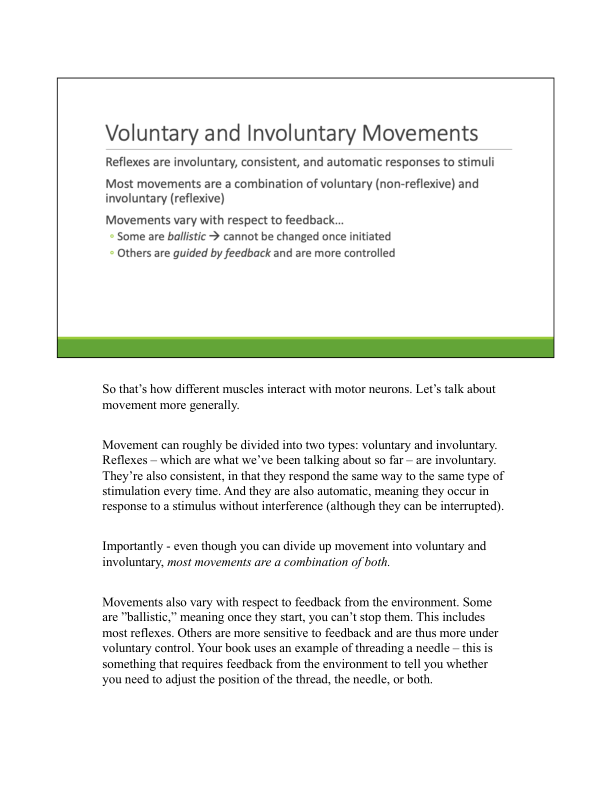 Voluntary and Involuntary Movements
Reflexes are involuntary, consistent, and automatic responses to stimuli
Most movements are a combination of voluntary (non-reflexive) and
involuntary (reflexive)
Movements vary with respect to feedback…
◦ Some are ballistic → cannot be changed once initiated
◦ Others are guided by feedback and are more controlled
So that’s how different muscles interact with motor neurons. Let’s talk about
movement more generally.
Movement can roughly be divided into two types: voluntary and involuntary.
Reflexes – which are what we’ve been talking about so far – are involuntary.
They’re also consistent, in that they respond the same way to the same type of
stimulation every time. And they are also automatic, meaning they occur in
response to a stimulus without interference (although they can be interrupted).
Importantly - even though you can divide up movement into voluntary and
involuntary, most movements are a combination of both.
Movements also vary with respect to feedback from the environment. Some
are ”ballistic,” meaning once they start, you can’t stop them. This includes
most reflexes. Others are more sensitive to feedback and are thus more under
voluntary control. Your book uses an example of threading a needle – this is
something that requires feedback from the environment to tell you whether
you need to adjust the position of the thread, the needle, or both.